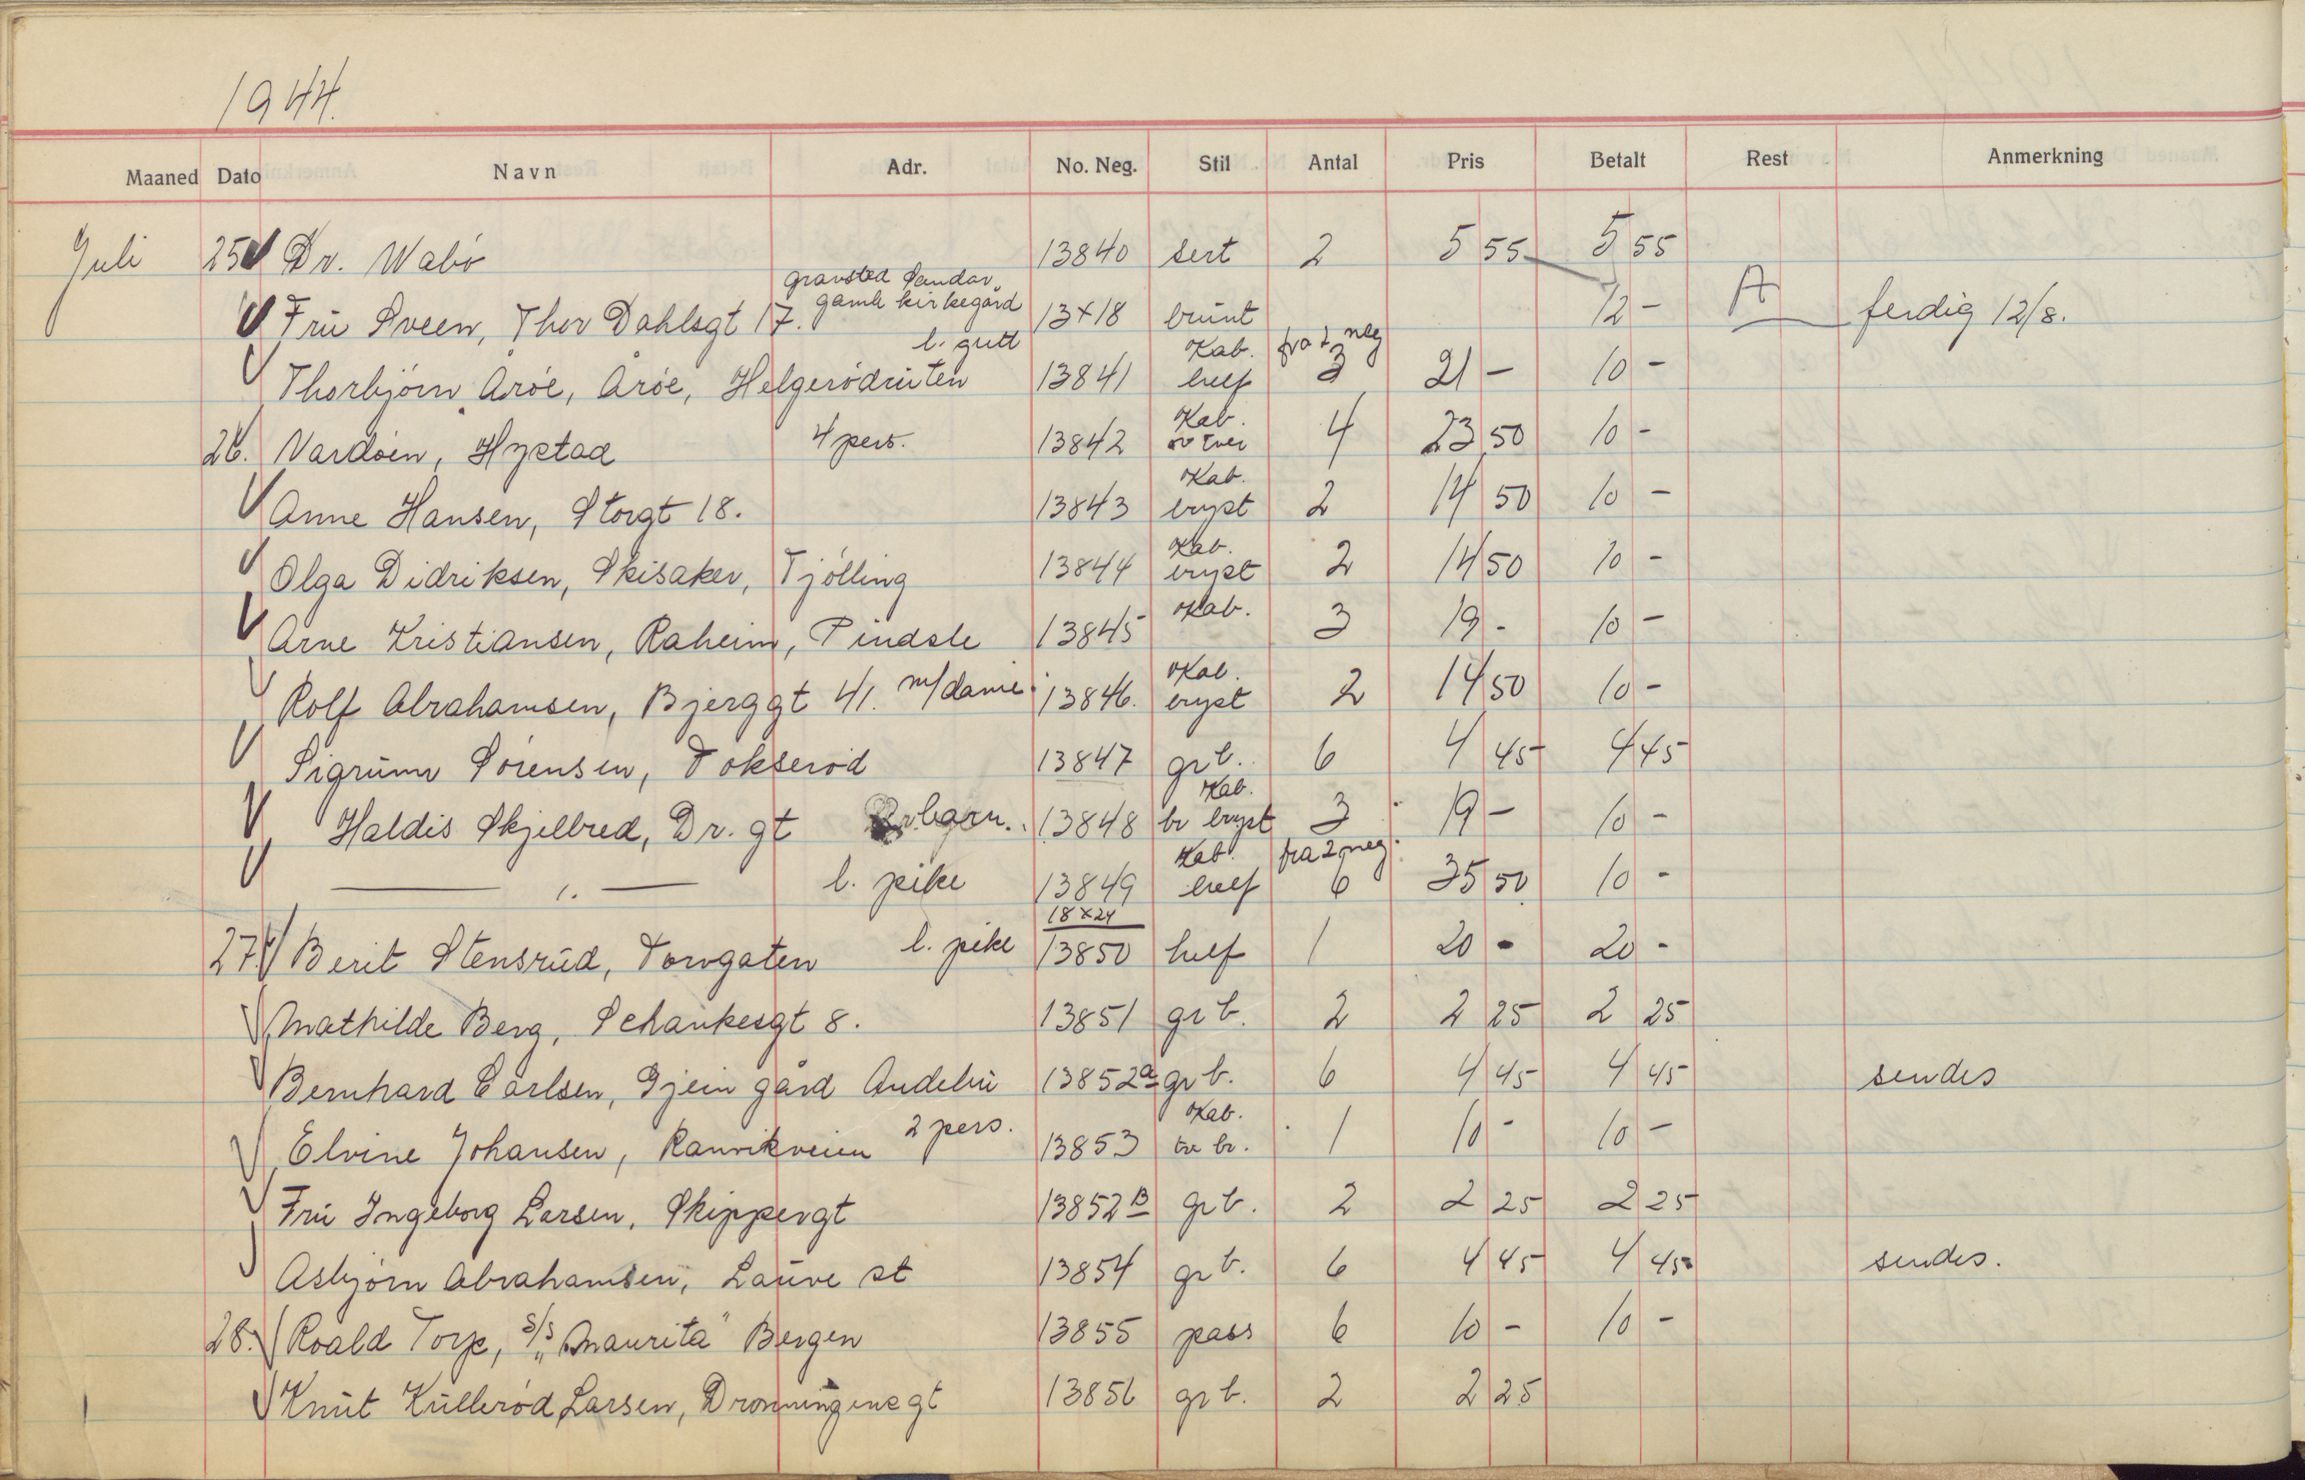 1944.
Maaned Dato Navn Adr. No. Neg. Stil Antal Pris Betalt Rest Anmerkning
Juli 25 Dr. Wabö 13840 sert 2 5 55 5 55
gravsted Sandar
gamle kirkegård
Fru Sveen, Thor Dahlsgt 17. 13×18 brunt 12 - A ferdig 12/8.
l. gutt Kab. fra 2 neg
Thorbjörn Åröe, Åröe, Helgerödruten 13841 helf 3 21 - 10 -
Kab.
26. Nardöen, Hystad 4 pers. 13842 4 23 50 10 -
Kab.
Anne Hansen, Storgt 18. 13843 bryst 2 14 50 10 -
Kab.
Olga Didriksen, Skisaker, Tjölling 13844 bryst 2 14 50 10 -
Arne Kristiansen, Raheim, Pindsle 13845 Kab. 3 19 - 10 -
Kab.
Rolf Abrahamsen, Bjerggt 41. m/dame 13846. bryst 2 14 50 10 -
Sigrunn Sörensen, Tokseröd 13847 gr b. 6 4 45 4 45
Kab.
Haldis Skjelbred, Dr. gt barn. 13848 br bryst 3 19 - 10 -
Kab. fra 2 neg.
— " — l. pike 13849 helf 6 35 50 10 -
18×24
27. Berit Stensrud, Torvgaten l. pike 13850 helf 1 20 - 20 -
Mathilde Berg, Schankesgt 8. 13851 gr b. 2 2 25 2 25
Bernhard Carlsen, Gjein gård Andebu 13852a gr b. 6 4 45 4 45 sendes
Kab.
Elvine Johansen, Ranvikveien 2 pers. 13853 tv br. 1 10 - 10 -
Fru Ingeborg Larsen, Skippergt 13852B gr b. 2 2 25 2 25
Asbjörn Abrahamsen, Lauve st 13854 gr b. 6 4 45 4 45 sendes.
28. Roald Torp, S/S „Maurita" Bergen 13855 pass 6 10 - 10 -
Knut Kulleröd Larsen, Dronningensgt 13856 gr b. 2 2 25